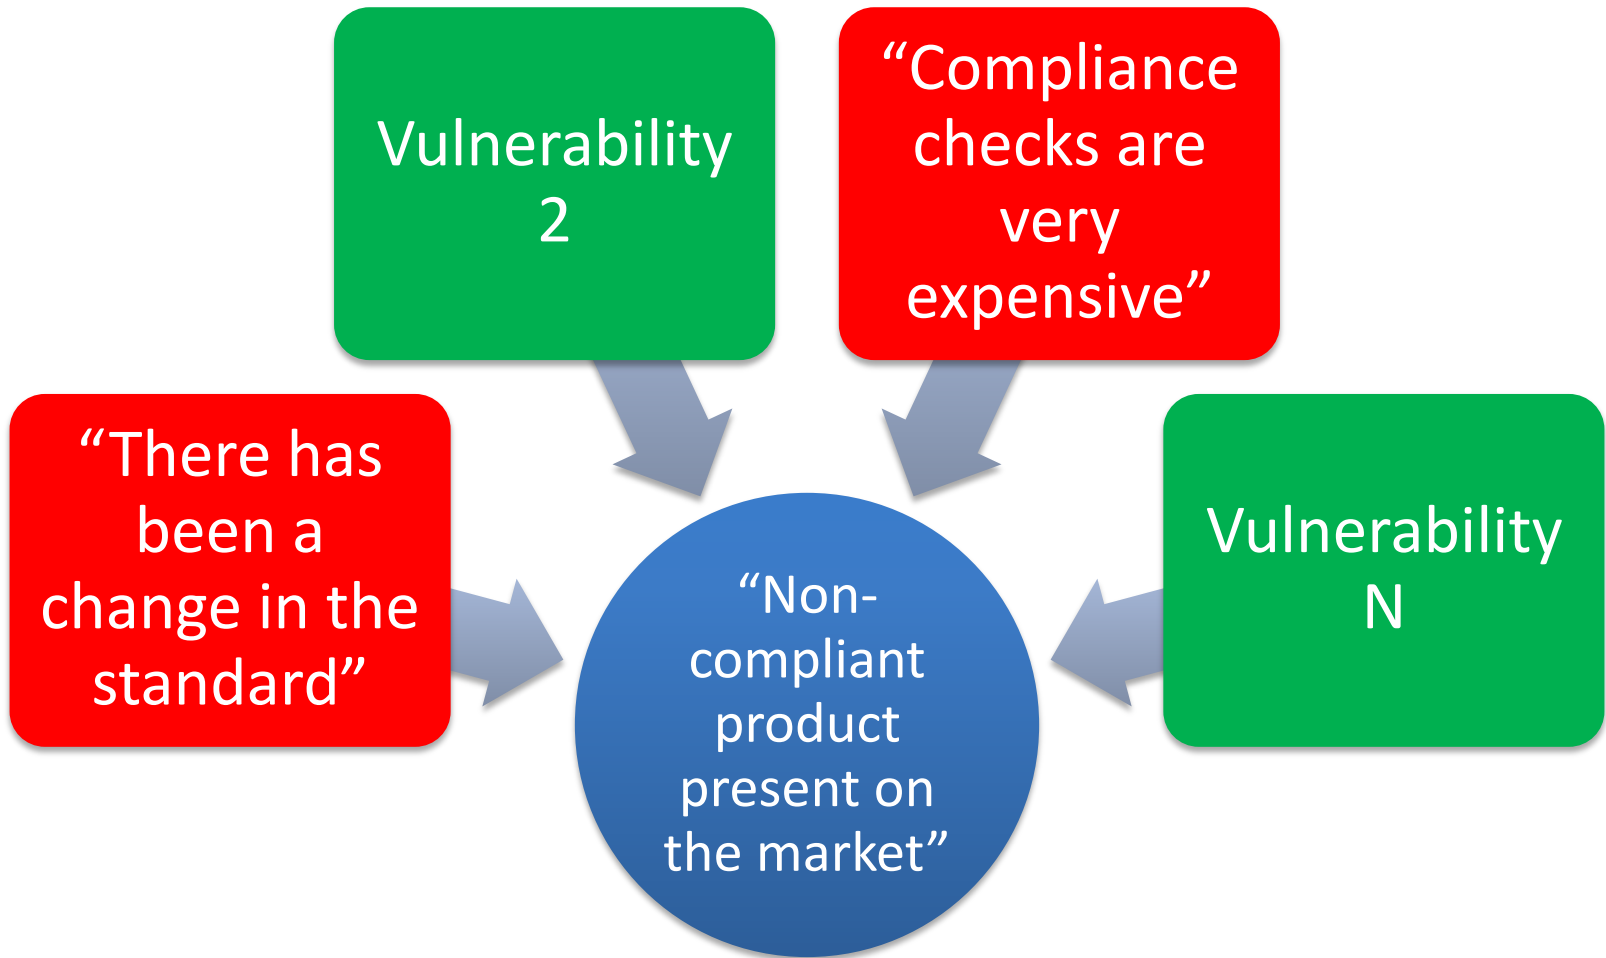 Vulnerability
2
“Compliance
checks are
very
expensive”
“There has
been a
change in the
standard”
Vulnerability
N
“Non-
compliant
product
present on
the market”